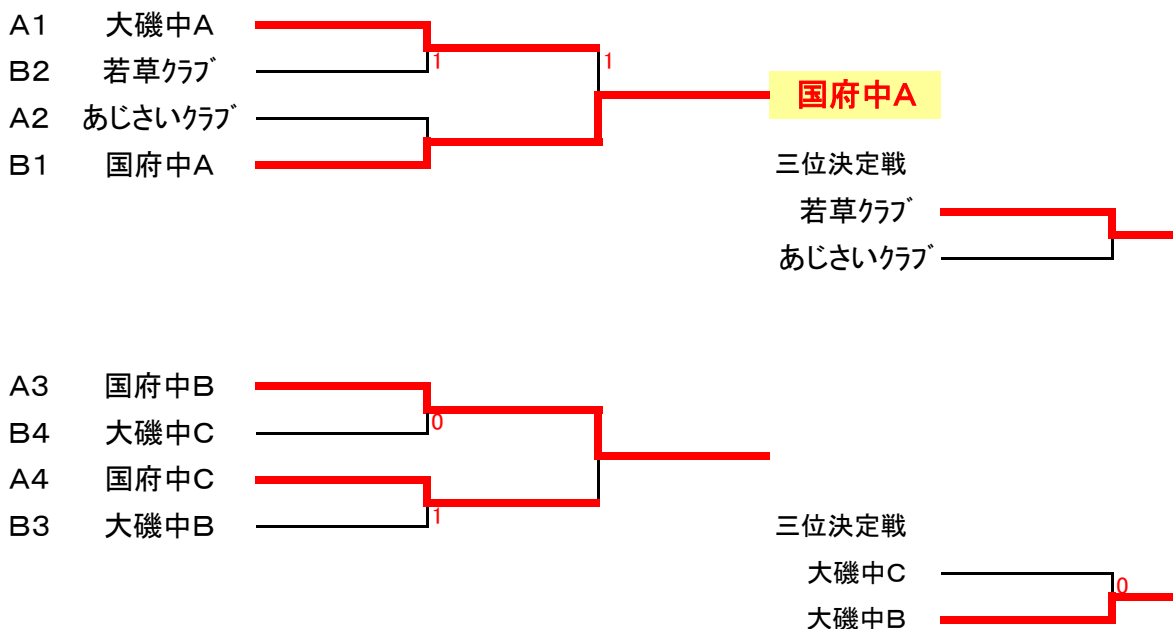 A1 大磯中A
1 1
B2 若草クラブ
国府中A
A2 あじさいクラブ
B1 国府中A
三位決定戦
若草クラブ
あじさいクラブ
A3 国府中B
0
B4 大磯中C
A4 国府中C
1
B3 大磯中B
三位決定戦
大磯中C
0
大磯中B